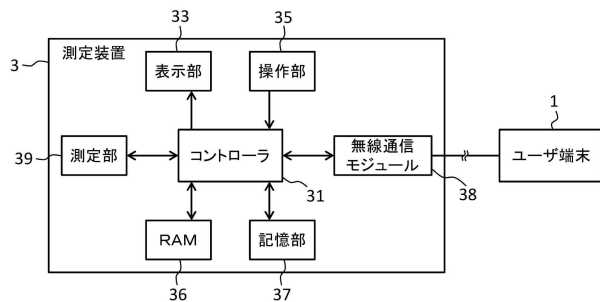 33
35
3
測定装置
表示部
操作部
1
39
測定部
コントローラ
31
無線通信
モジュール
38
ユーザ端末
RAM
36
記憶部
37